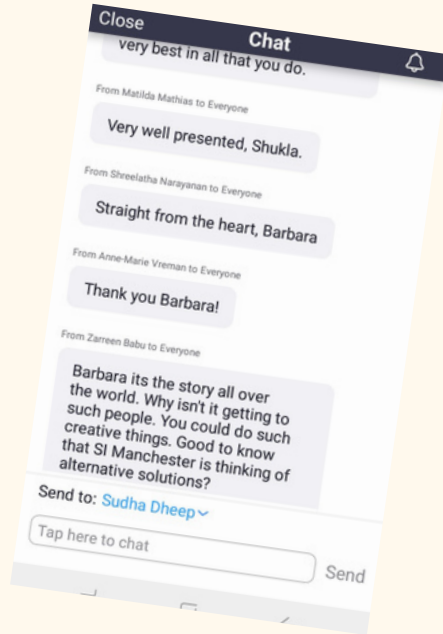 Close
Chat
very best in all that you do.
From Matilda Mathias to Everyone
Very well presented, Shukla.
From Shreelatha Narayanan to Everyone
Straight from the heart, Barbara
From Anne-Marie Vreman to Everyone
Thank you Barbara!
From Zarreen Babu to Everyone
Barbara its the story all over
the world. Why isn't it getting to
such people. You could do such
creative things. Good to know
that SI Manchester is thinking of
alternative solutions?
Send to: Sudha Dheep
Tap here to chat
Send